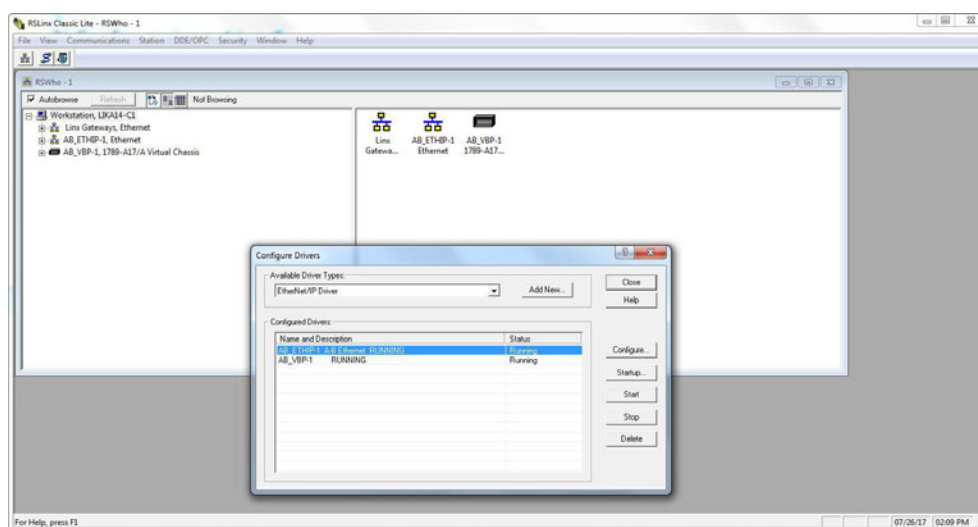 RSLinx Classic Lite - RSWho - 1
File View Communications Station DDE/OPC Security Window Help
RSWho - 1
Autobrowse Refresh Not Browsing
Workstation, LIKA14-C1
Linx Gateways, Ethernet
AB_ETHIP-1, Ethernet
AB_VBP-1, 1789-A17/A Virtual Chassis
Linx Gatewa...
AB_ETHIP-1 Ethernet
AB_VBP-1 1789-A17...
Configure Drivers
Available Driver Types:
EtherNet/IP Driver
Add New...
Close
Help
Configured Drivers:
Name and Description Status
AB_ETHIP-1 A-B Ethernet RUNNING Running
AB_VBP-1 RUNNING Running
Configure...
Startup...
Start
Stop
Delete
For Help, press F1
07/26/17 02:09 PM